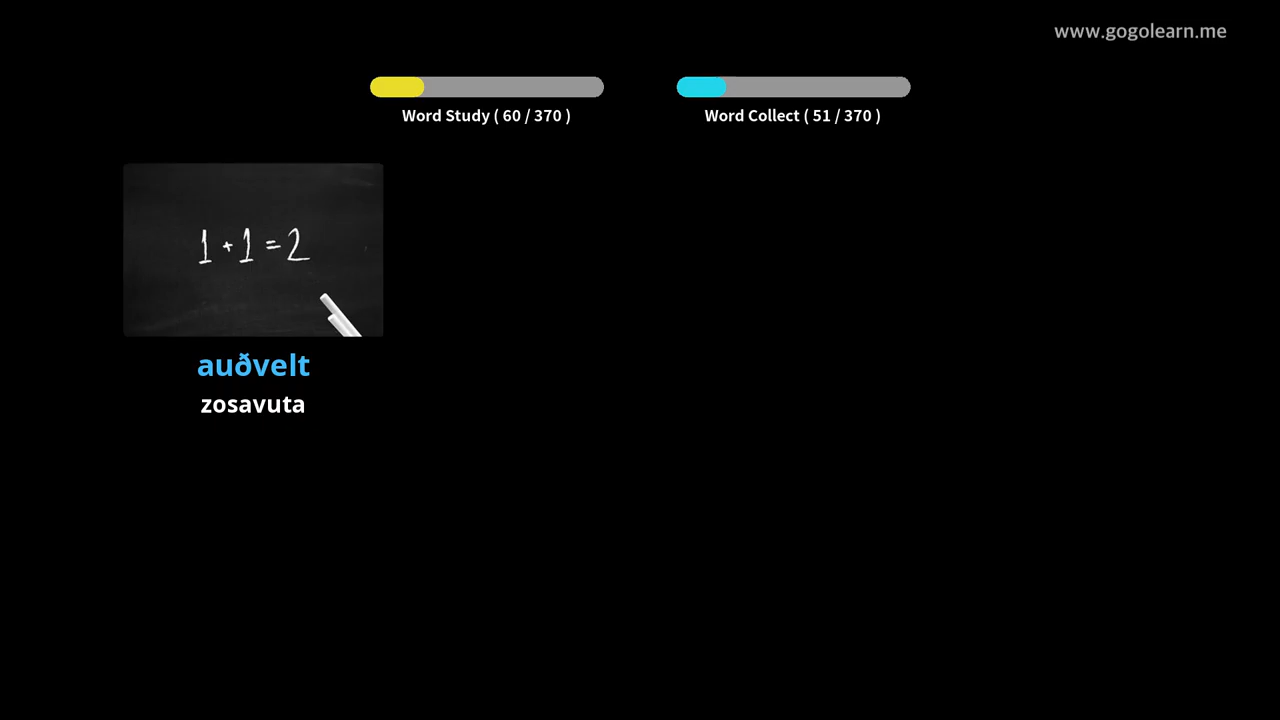 www.gogolearn.me
Word Study ( 60 / 370 )
Word Collect ( 51 / 370 )
1 + 1 = 2
auðvelt
zosavuta